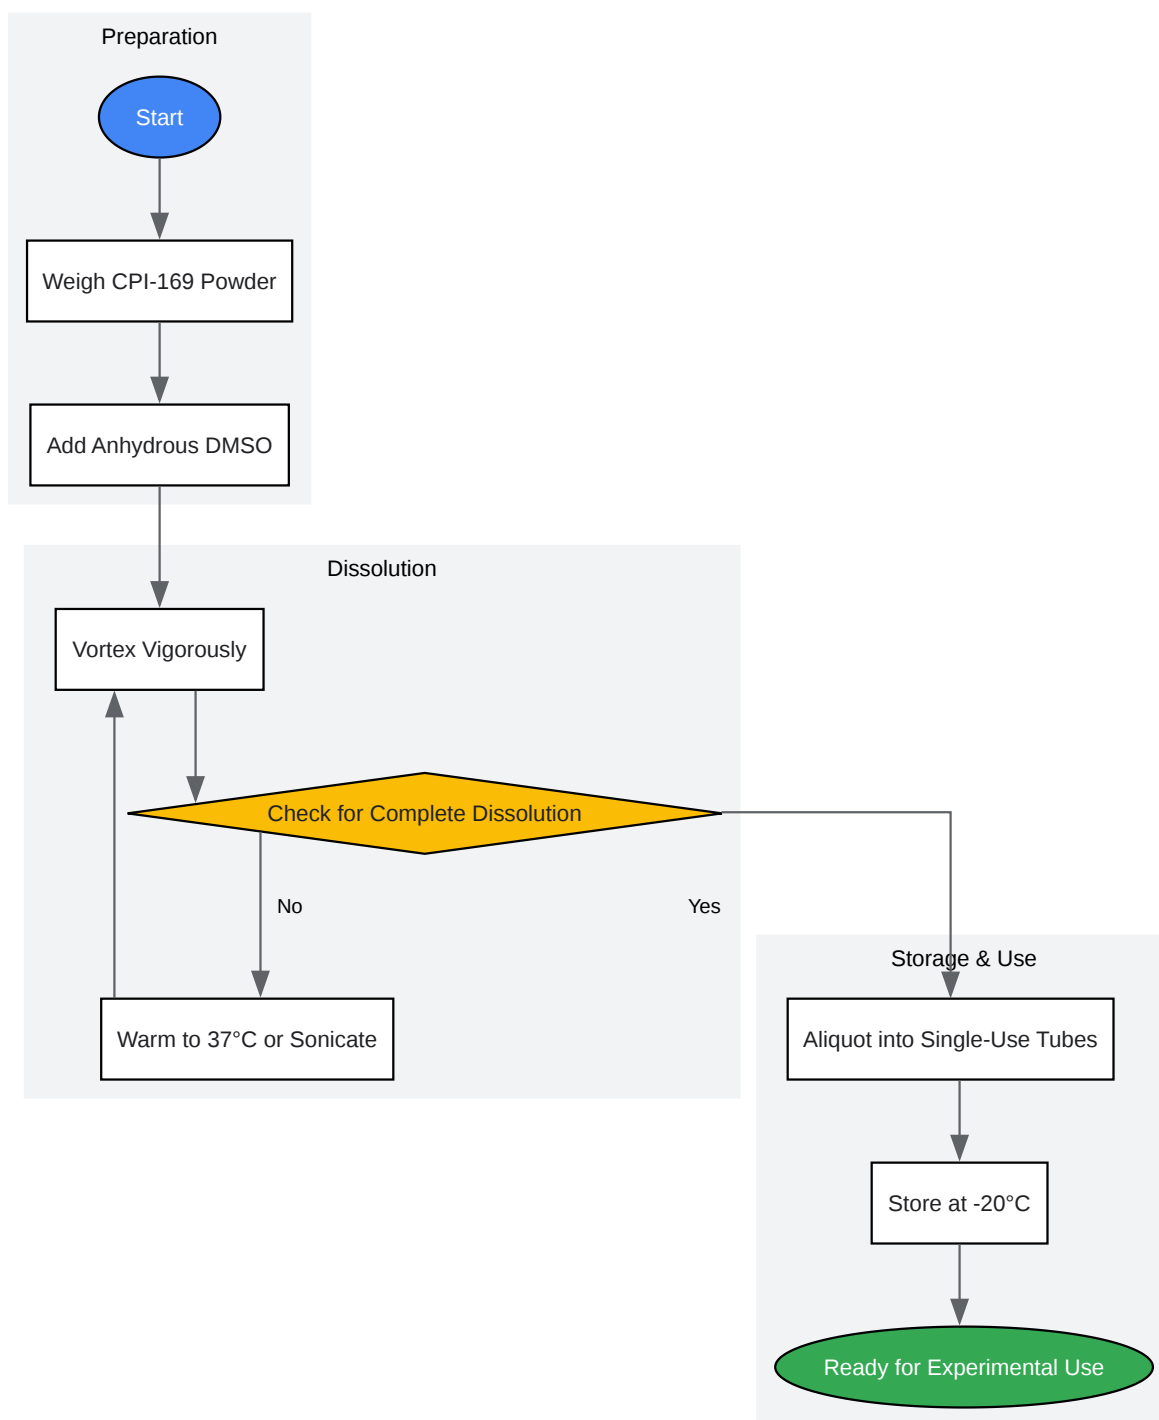 Preparation
Start
Weigh CPI-169 Powder
Add Anhydrous DMSO
Dissolution
Vortex Vigorously
Check for Complete Dissolution
No
Yes
Warm to 37°C or Sonicate
Storage & Use
Aliquot into Single-Use Tubes
Store at -20°C
Ready for Experimental Use